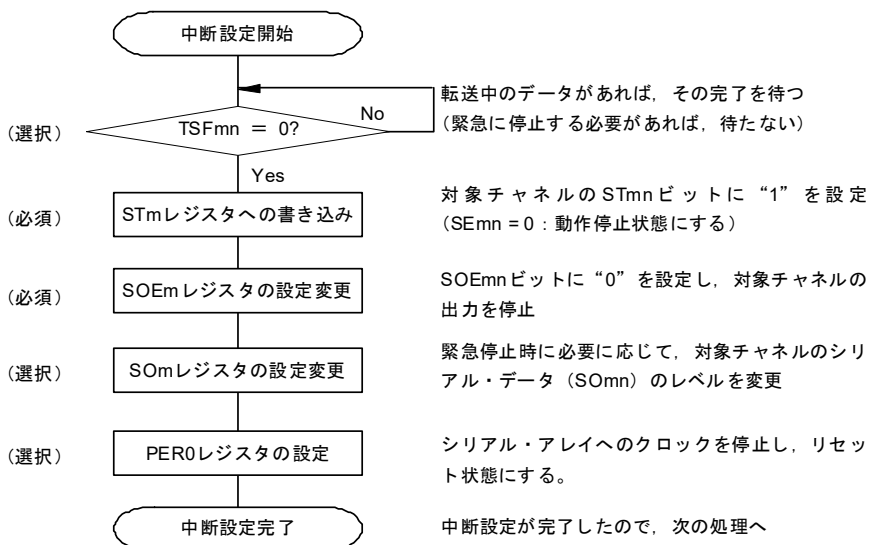 中断設定開始
転送中のデータがあれば，その完了を待つ
No
（選択）
TSFmn = 0?
（緊急に停止する必要があれば，待たない）
Yes
（必須）
STmレジスタへの書き込み
対象チャネルのSTmnビットに“1”を設定
（SEmn = 0：動作停止状態にする）
（必須）
SOEmレジスタの設定変更
SOEmnビットに“0”を設定し，対象チャネルの
出力を停止
（選択）
SOmレジスタの設定変更
緊急停止時に必要に応じて，対象チャネルのシリ
アル・データ（SOmn）のレベルを変更
（選択）
PER0レジスタの設定
シリアル・アレイへのクロックを停止し，リセッ
ト状態にする。
中断設定完了
中断設定が完了したので，次の処理へ